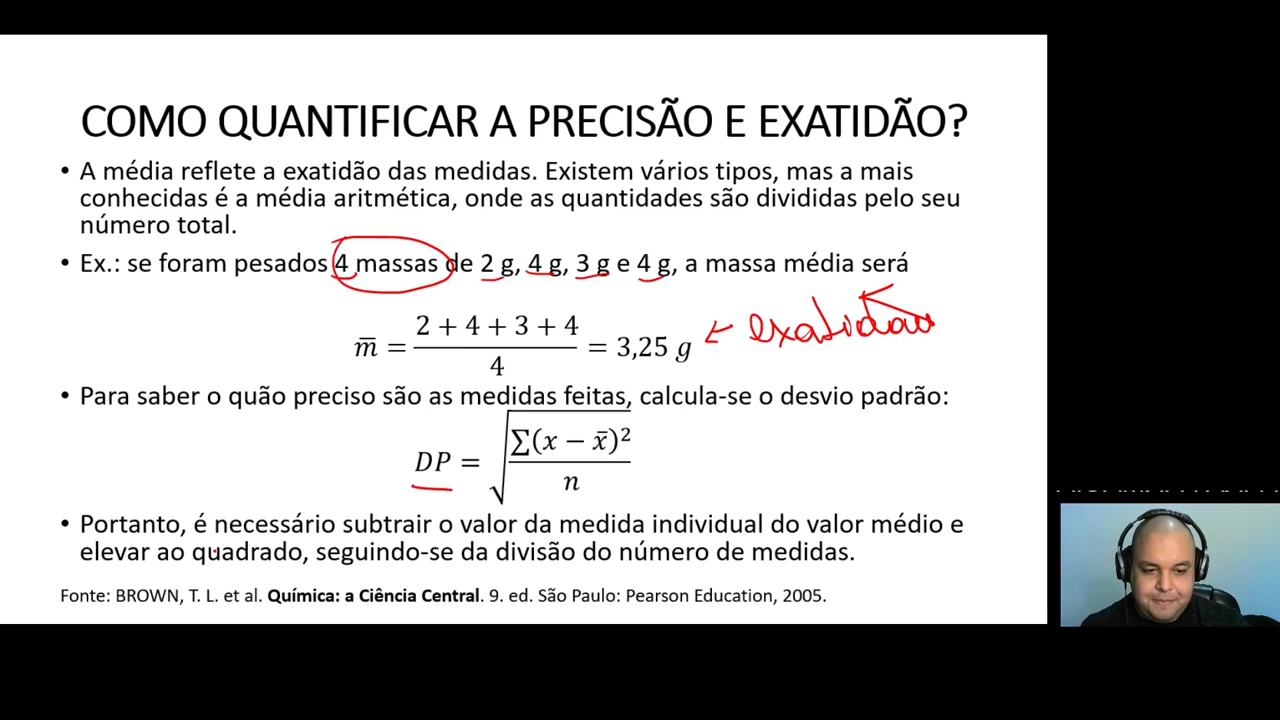 COMO QUANTIFICAR A PRECISÃO E EXATIDÃO?
• A média reflete a exatidão das medidas. Existem vários tipos, mas a mais
conhecidas é a média aritmética, onde as quantidades são divididas pelo seu
número total.
• Ex.: se foram pesados 4 massas de 2 g, 4 g, 3 g e 4 g, a massa média será
m̅ = (2 + 4 + 3 + 4)/4 = 3,25 g ← exatidão
• Para saber o quão preciso são as medidas feitas, calcula-se o desvio padrão:
DP = √(∑(x − x̅)²/n)
• Portanto, é necessário subtrair o valor da medida individual do valor médio e
elevar ao quadrado, seguindo-se da divisão do número de medidas.
Fonte: BROWN, T. L. et al. Química: a Ciência Central. 9. ed. São Paulo: Pearson Education, 2005.